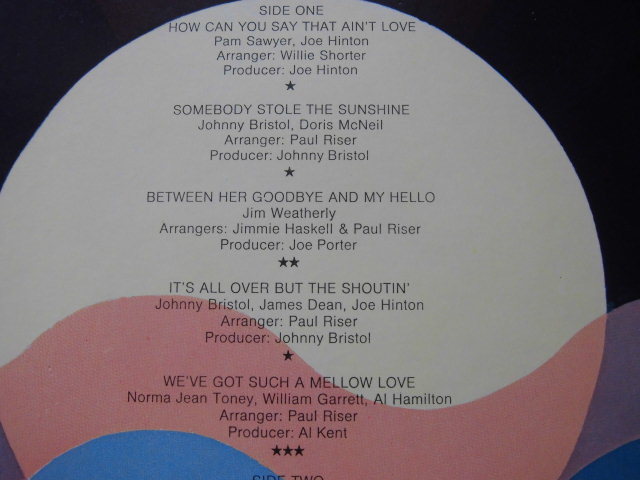 SIDE ONE
HOW CAN YOU SAY THAT AIN'T LOVE
Pam Sawyer, Joe Hinton
Arranger: Willie Shorter
Producer: Joe Hinton
★
SOMEBODY STOLE THE SUNSHINE
Johnny Bristol, Doris McNeil
Arranger: Paul Riser
Producer: Johnny Bristol
★
BETWEEN HER GOODBYE AND MY HELLO
Jim Weatherly
Arrangers: Jimmie Haskell & Paul Riser
Producer: Joe Porter
★★
IT'S ALL OVER BUT THE SHOUTIN'
Johnny Bristol, James Dean, Joe Hinton
Arranger: Paul Riser
Producer: Johnny Bristol
★
WE'VE GOT SUCH A MELLOW LOVE
Norma Jean Toney, William Garrett, Al Hamilton
Arranger: Paul Riser
Producer: Al Kent
★★★
SIDE TWO